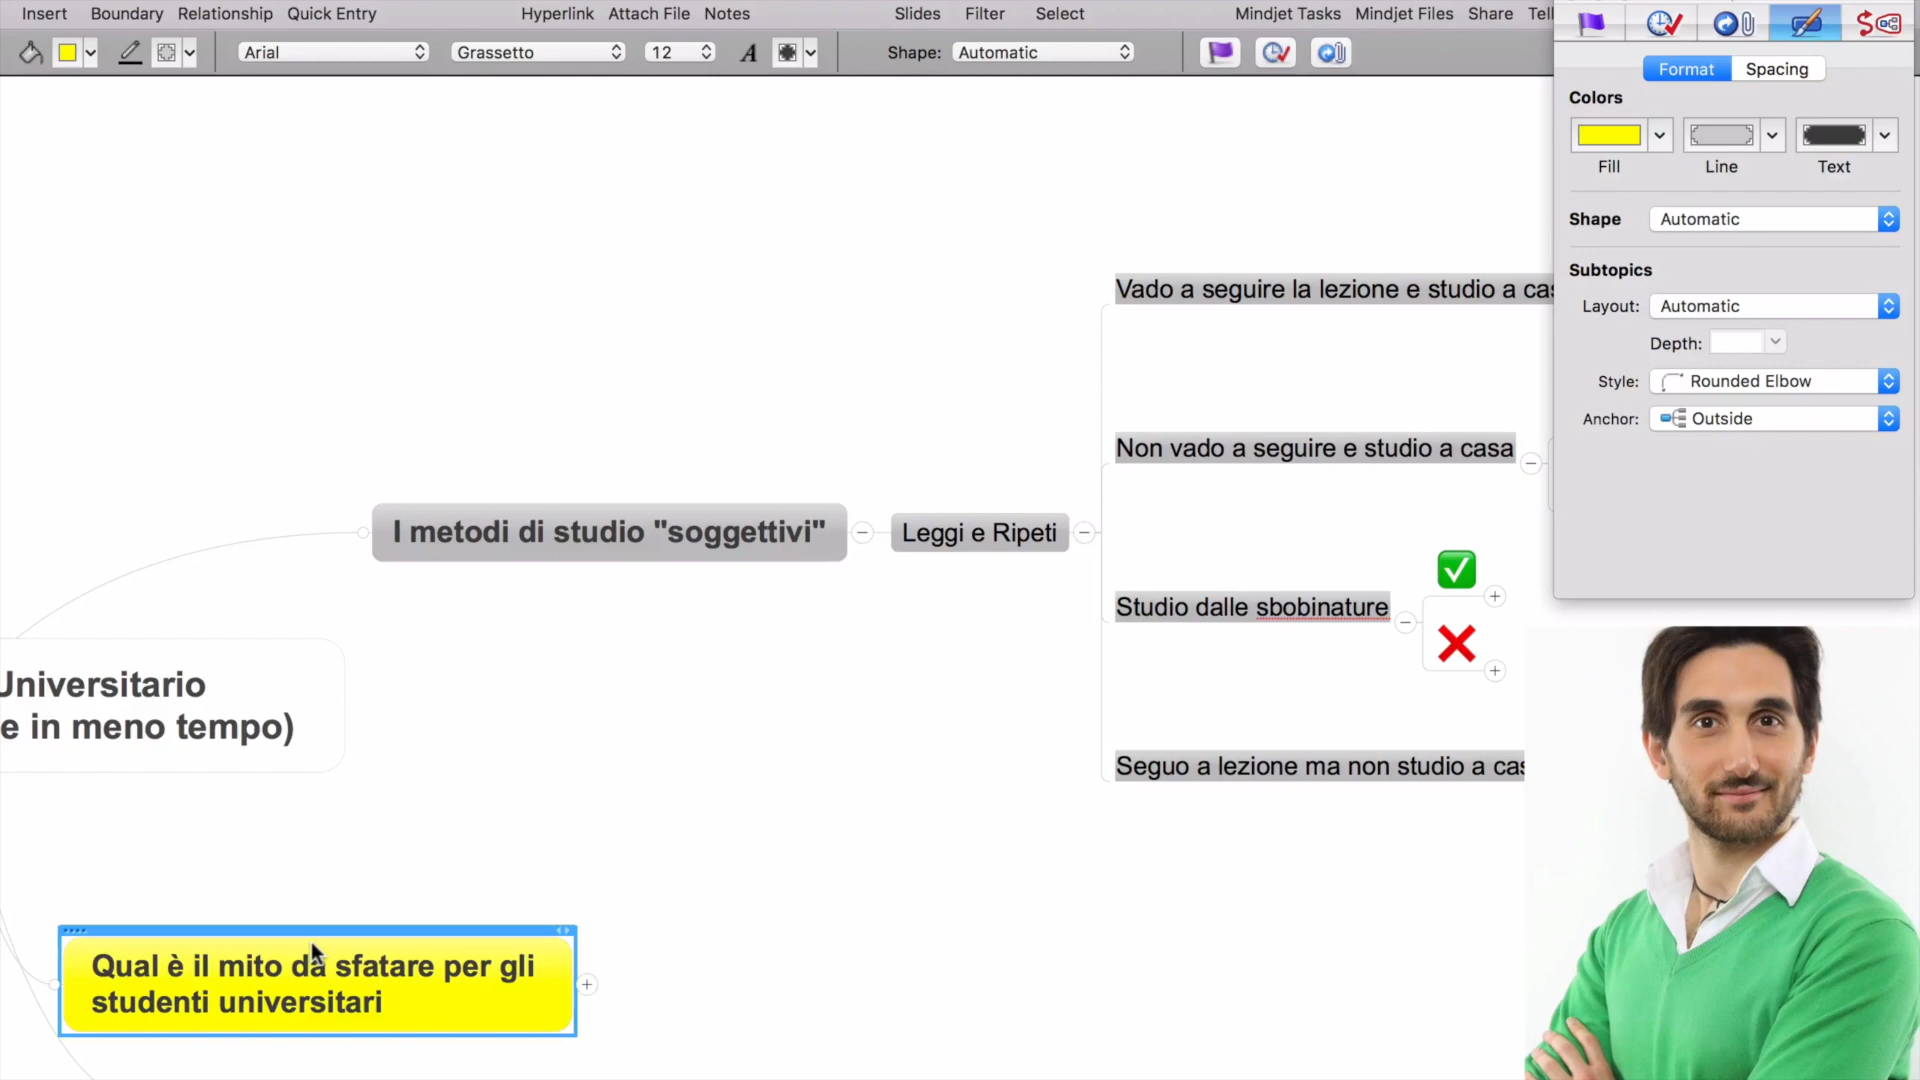 Insert Boundary Relationship Quick Entry Hyperlink Attach File Notes Slides Filter Select Mindjet Tasks Mindjet Files Share Tell
Arial Grassetto 12 A Shape: Automatic
Format Spacing
Colors
Fill Line Text
Shape Automatic
Subtopics
Layout: Automatic
Depth:
Style: Rounded Elbow
Anchor: Outside
Vado a seguire la lezione e studio a cas
Non vado a seguire e studio a casa
I metodi di studio "soggettivi"
Leggi e Ripeti
Studio dalle sbobinature
Seguo a lezione ma non studio a cas
Universitario
e in meno tempo)
Qual è il mito da sfatare per gli
studenti universitari